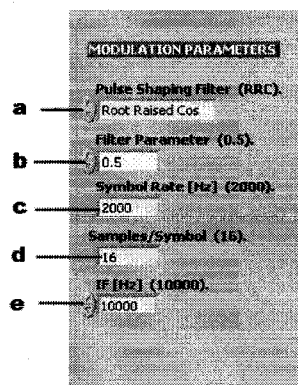 MODULATION PARAMETERS
Pulse Shaping Filter (RRC).
a Root Raised Cos
Filter Parameter (0.5).
b 0.5
Symbol Rate [Hz] (2000).
c 2000
Samples/Symbol (16).
d 16
IF [Hz] (10000).
e 10000